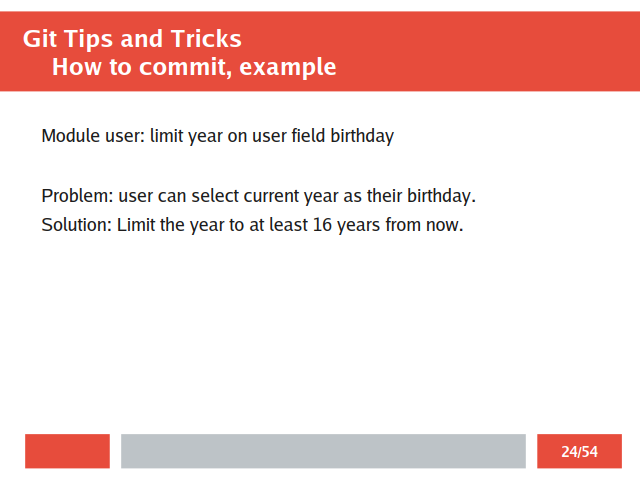 Git Tips and Tricks
How to commit, example
Module user: limit year on user field birthday
Problem: user can select current year as their birthday.
Solution: Limit the year to at least 16 years from now.
24/54